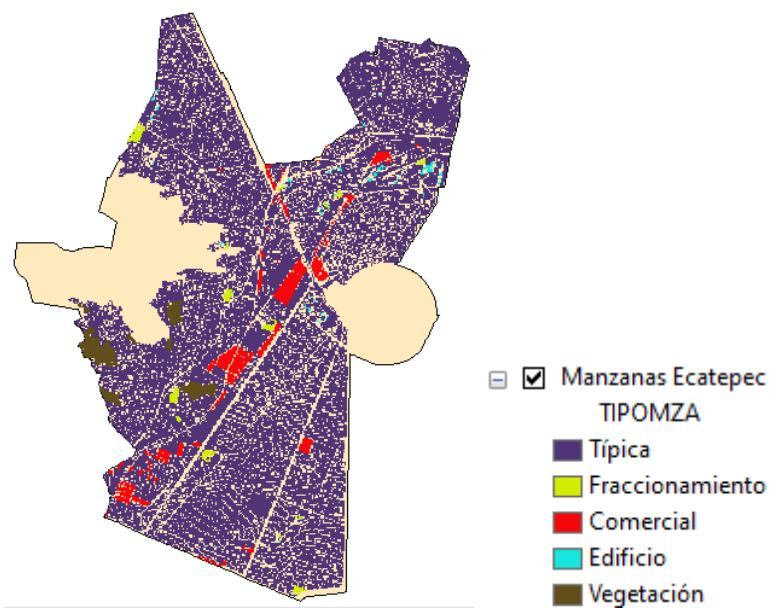 Manzanas Ecatepec
TIPOMZA
Típica
Fraccionamiento
Comercial
Edificio
Vegetación